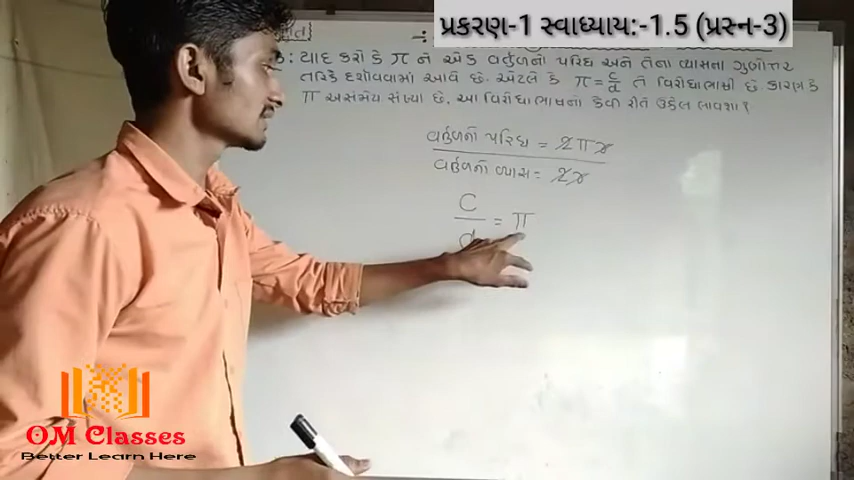 પ્રકરણ-1 સ્વાધ્યાય:-1.5 (પ્રસ્ન-3)
યાદ કરો કે π ને એક વર્તુળનો પરિઘ અને તેના વ્યાસના ગુણોત્તર
તરીકે દર્શાવવામાં આવે છે. એટલે કે π = c/d તે વિરોધાભાષી છે. કારણ કે
π અસંમેય સંખ્યા છે. આ વિરોધાભાષનો કેવી રીતે ઉકેલ લાવશો?
વર્તુળનો પરિઘ = 2πr
વર્તુળનો વ્યાસ = 2r
C
= π
d
OM Classes
Better Learn Here